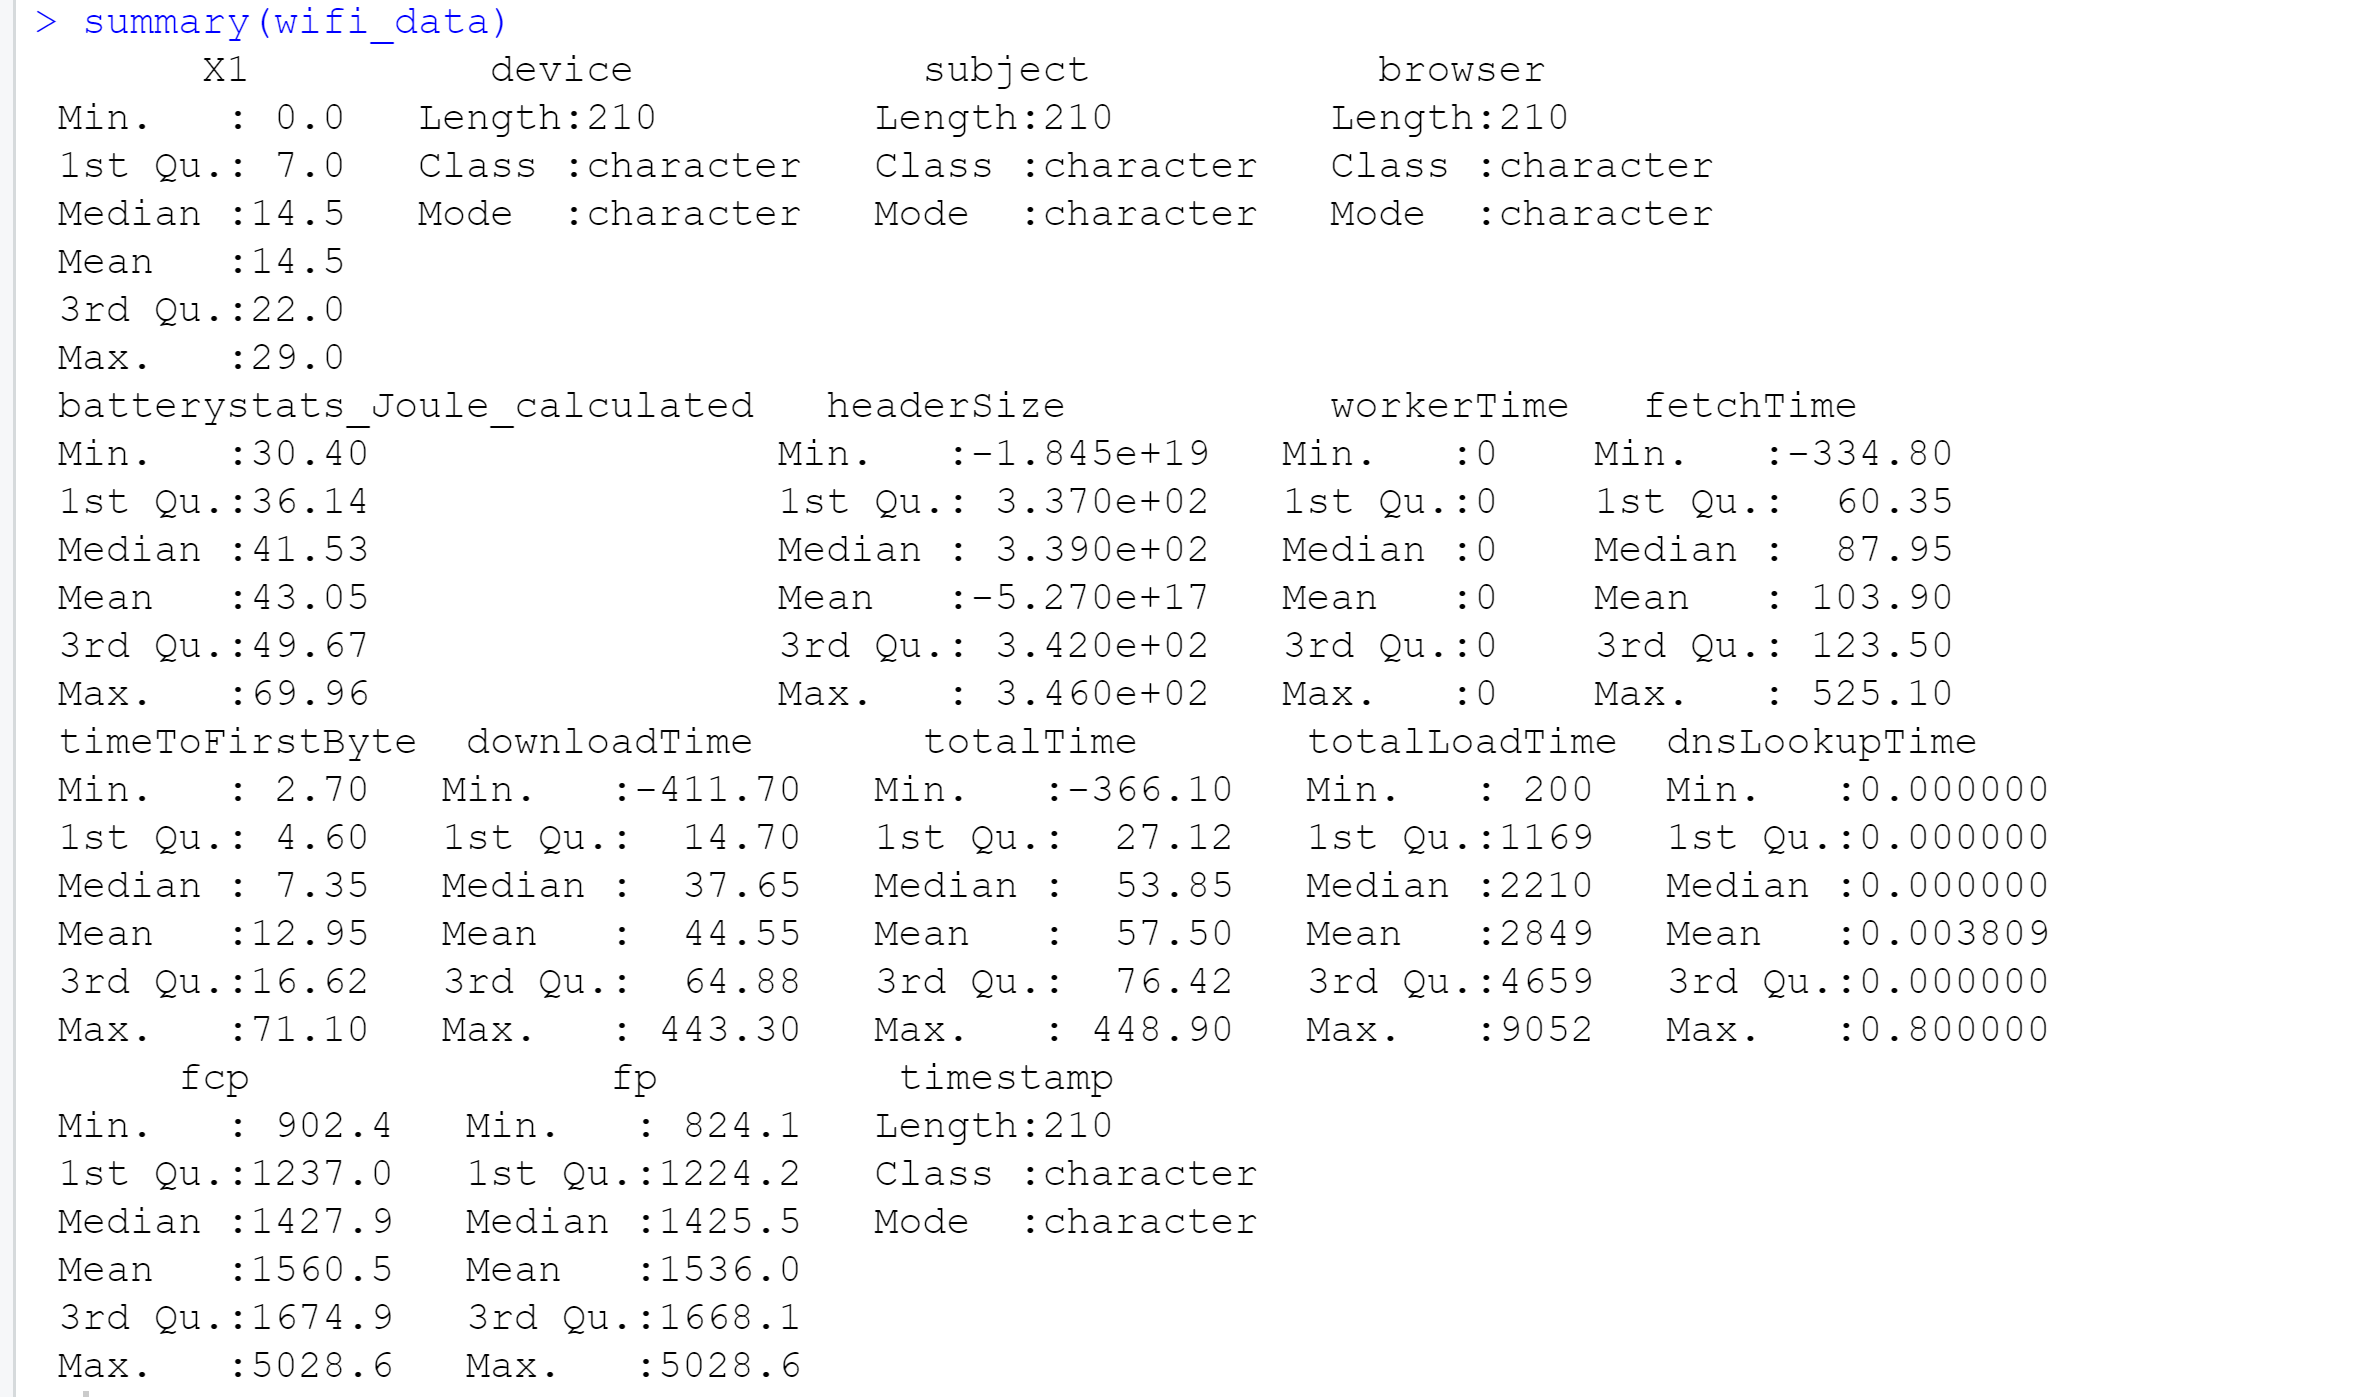 > summary(wifi_data)
       X1          device            subject            browser
 Min.   : 0.0   Length:210         Length:210         Length:210
 1st Qu.: 7.0   Class :character   Class :character   Class :character
 Median :14.5   Mode  :character   Mode  :character   Mode  :character
 Mean   :14.5
 3rd Qu.:22.0
 Max.   :29.0
 batterystats_Joule_calculated   headerSize           workerTime   fetchTime
 Min.   :30.40                 Min.   :-1.845e+19   Min.   :0    Min.   :-334.80
 1st Qu.:36.14                 1st Qu.: 3.370e+02   1st Qu.:0    1st Qu.:  60.35
 Median :41.53                 Median : 3.390e+02   Median :0    Median :  87.95
 Mean   :43.05                 Mean   :-5.270e+17   Mean   :0    Mean   : 103.90
 3rd Qu.:49.67                 3rd Qu.: 3.420e+02   3rd Qu.:0    3rd Qu.: 123.50
 Max.   :69.96                 Max.   : 3.460e+02   Max.   :0    Max.   : 525.10
 timeToFirstByte  downloadTime       totalTime       totalLoadTime  dnsLookupTime
 Min.   : 2.70   Min.   :-411.70   Min.   :-366.10   Min.   : 200   Min.   :0.000000
 1st Qu.: 4.60   1st Qu.:  14.70   1st Qu.:  27.12   1st Qu.:1169   1st Qu.:0.000000
 Median : 7.35   Median :  37.65   Median :  53.85   Median :2210   Median :0.000000
 Mean   :12.95   Mean   :  44.55   Mean   :  57.50   Mean   :2849   Mean   :0.003809
 3rd Qu.:16.62   3rd Qu.:  64.88   3rd Qu.:  76.42   3rd Qu.:4659   3rd Qu.:0.000000
 Max.   :71.10   Max.   : 443.30   Max.   : 448.90   Max.   :9052   Max.   :0.800000
      fcp               fp          timestamp
 Min.   : 902.4   Min.   : 824.1   Length:210
 1st Qu.:1237.0   1st Qu.:1224.2   Class :character
 Median :1427.9   Median :1425.5   Mode  :character
 Mean   :1560.5   Mean   :1536.0
 3rd Qu.:1674.9   3rd Qu.:1668.1
 Max.   :5028.6   Max.   :5028.6